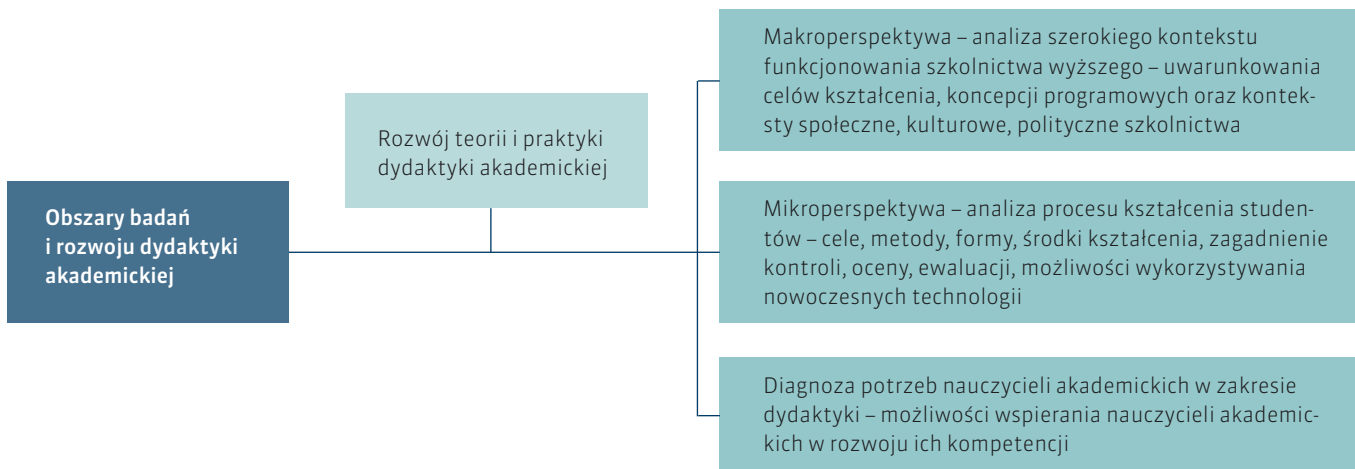 Obszary badań
i rozwoju dydaktyki
akademickiej
Rozwój teorii i praktyki
dydaktyki akademickiej
Makroperspektywa – analiza szerokiego kontekstu
funkcjonowania szkolnictwa wyższego – uwarunkowania
celów kształcenia, koncepcji programowych oraz kontek-
sty społeczne, kulturowe, polityczne szkolnictwa
Mikroperspektywa – analiza procesu kształcenia studen-
tów – cele, metody, formy, środki kształcenia, zagadnienie
kontroli, oceny, ewaluacji, możliwości wykorzystywania
nowoczesnych technologii
Diagnoza potrzeb nauczycieli akademickich w zakresie
dydaktyki – możliwości wspierania nauczycieli akademic-
kich w rozwoju ich kompetencji